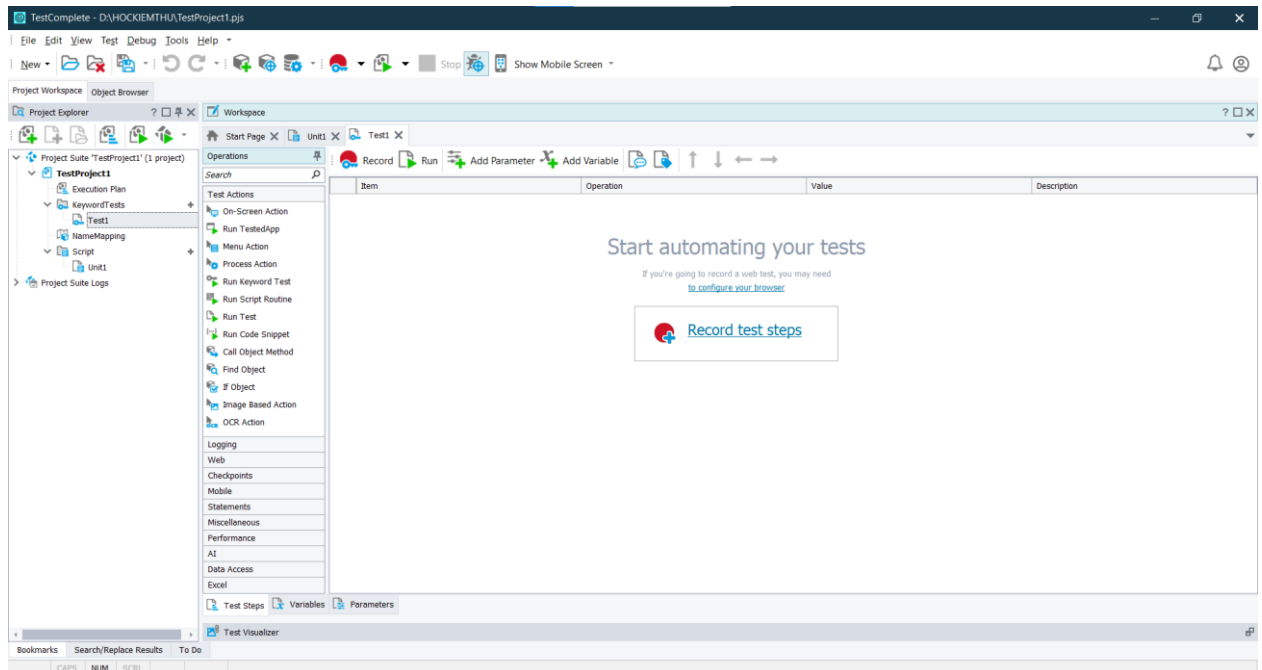 TestComplete - D:\HOCKIEMTHU\TestProject1.pjs
File Edit View Test Debug Tools Help
New Stop Show Mobile Screen
Project Workspace Object Browser
Project Explorer ?
Workspace ?
Start Page Unit1 Test1
Project Suite 'TestProject1' (1 project)
TestProject1
Execution Plan
KeywordTests +
Test1
NameMapping
Script +
Unit1
Project Suite Logs
Operations
Search
Test Actions
On-Screen Action
Run TestedApp
Menu Action
Process Action
Run Keyword Test
Run Script Routine
Run Test
Run Code Snippet
Call Object Method
Find Object
If Object
Image Based Action
OCR Action
Logging
Web
Checkpoints
Mobile
Statements
Miscellaneous
Performance
AI
Data Access
Excel
Record Run Add Parameter Add Variable
Item Operation Value Description
Start automating your tests
If you're going to record a web test, you may need
to configure your browser
Record test steps
Test Steps Variables Parameters
Test Visualizer
Bookmarks Search/Replace Results To Do
CAPS NUM SCRL